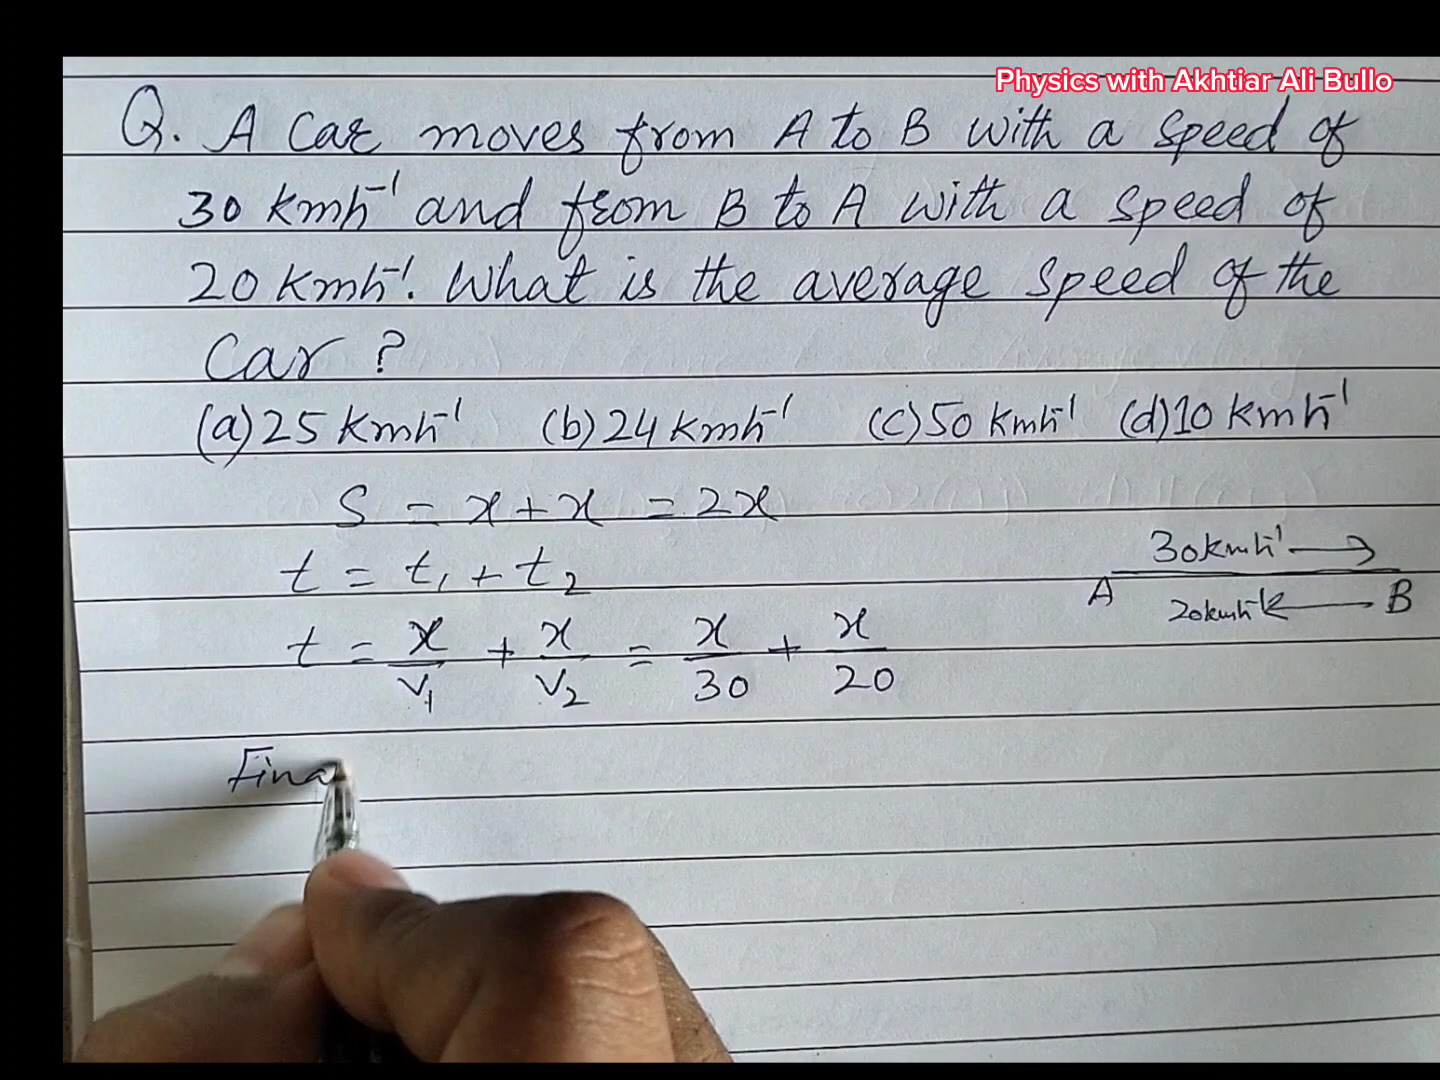 Physics with Akhtiar Ali Bullo
Q. A Car moves from A to B with a speed of
30 kmh⁻¹ and from B to A with a speed of
20 kmh⁻¹. What is the average speed of the
Car ?
(a) 25 kmh⁻¹ (b) 24 kmh⁻¹ (c) 50 kmh⁻¹ (d) 10 kmh⁻¹
S = x + x = 2x
t = t₁ + t₂
t = x/V₁ + x/V₂ = x/30 + x/20
30kmh⁻¹ →
A B
20kmh⁻¹ ←
Fina